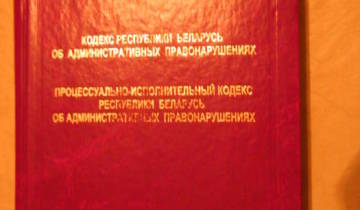 КОДЕКС РЕСПУБЛИКИ БЕЛАРУСЬ
ОБ АДМИНИСТРАТИВНЫХ ПРАВОНАРУШЕНИЯХ
ПРОЦЕССУАЛЬНО-ИСПОЛНИТЕЛЬНЫЙ КОДЕКС
РЕСПУБЛИКИ БЕЛАРУСЬ
ОБ АДМИНИСТРАТИВНЫХ ПРАВОНАРУШЕНИЯХ